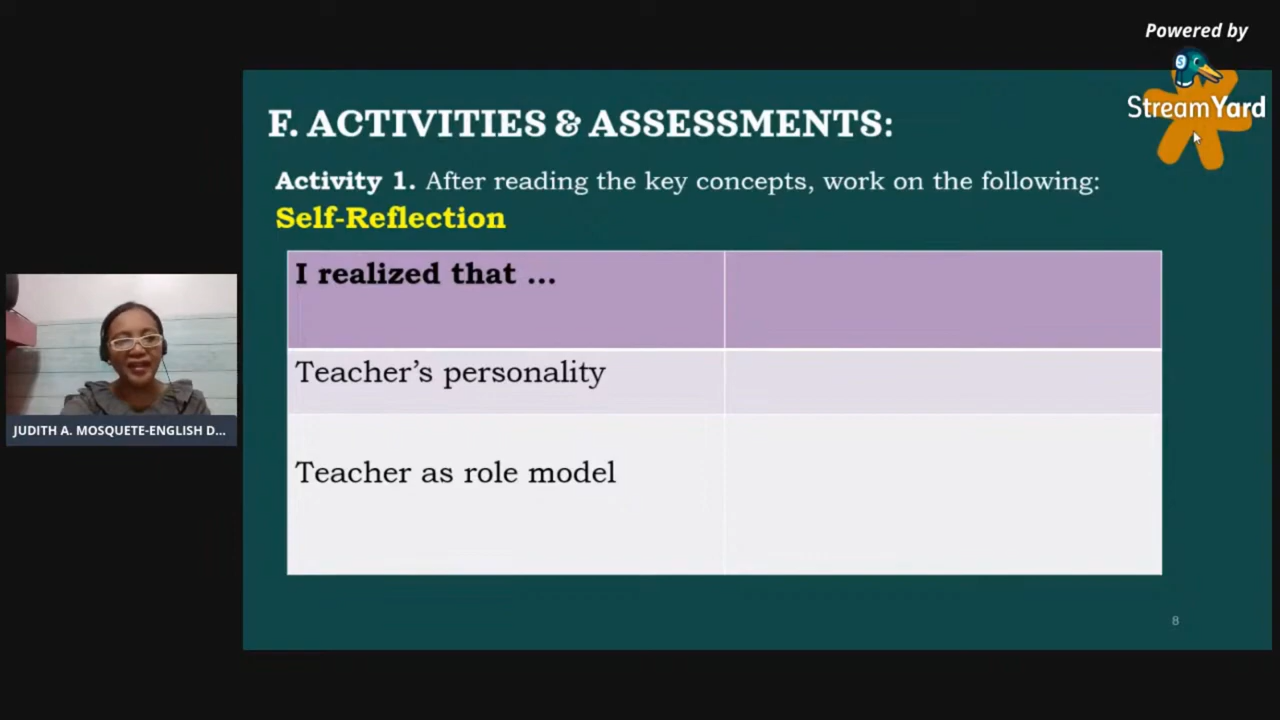 Powered by
StreamYard
F. ACTIVITIES & ASSESSMENTS:
Activity 1. After reading the key concepts, work on the following:
Self-Reflection
I realized that ...
Teacher's personality
Teacher as role model
JUDITH A. MOSQUETE-ENGLISH D...
8